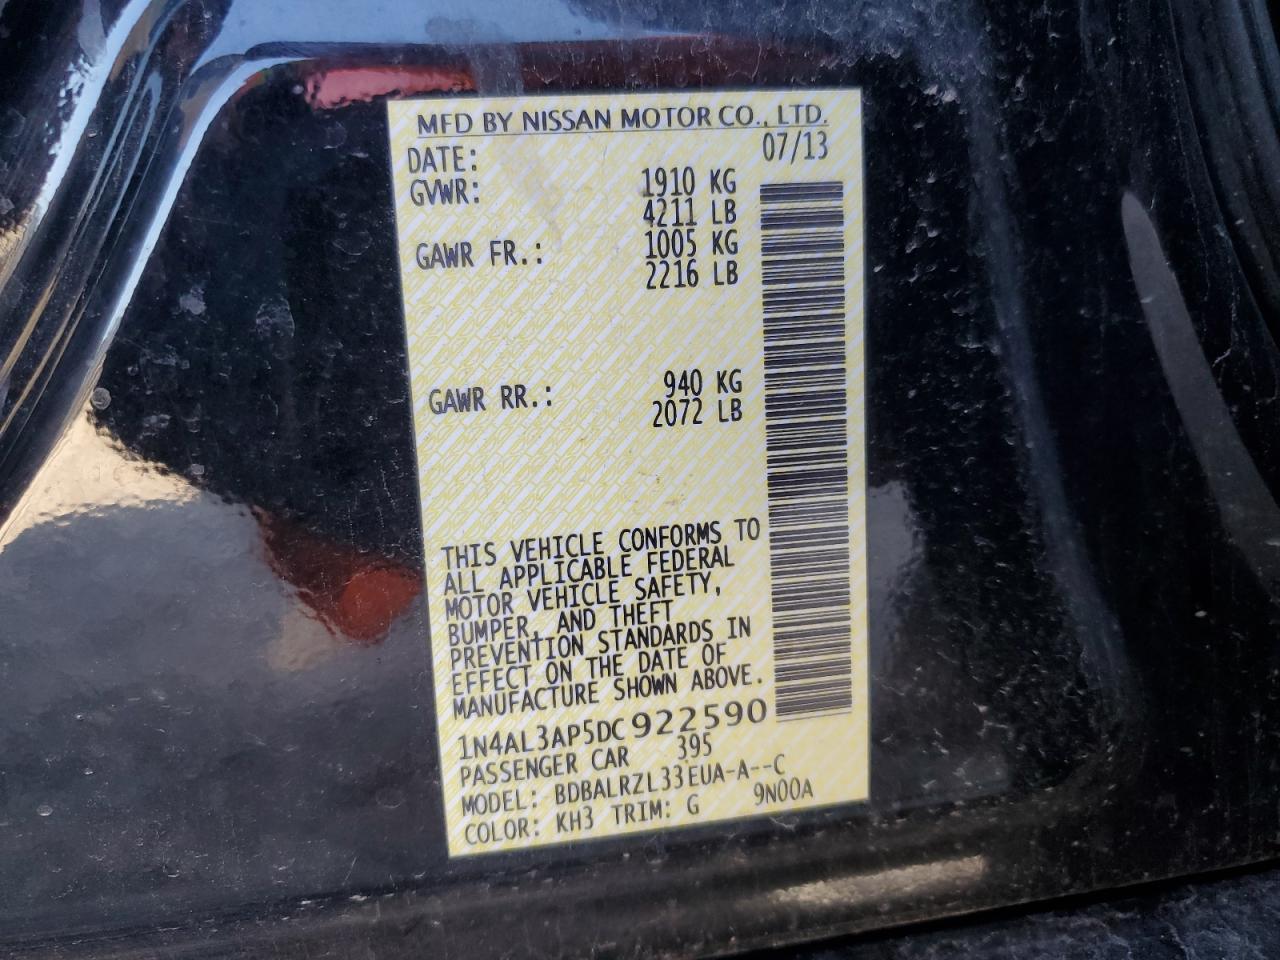 MFD BY NISSAN MOTOR CO., LTD.
DATE: 07/13
GVWR: 1910 KG
4211 LB
GAWR FR.: 1005 KG
2216 LB
GAWR RR.: 940 KG
2072 LB
THIS VEHICLE CONFORMS TO
ALL APPLICABLE FEDERAL
MOTOR VEHICLE SAFETY,
BUMPER, AND THEFT
PREVENTION STANDARDS IN
EFFECT ON THE DATE OF
MANUFACTURE SHOWN ABOVE.
1N4AL3AP5DC922590
PASSENGER CAR 395
MODEL: BDBALRZL33EUA-A--C
COLOR: KH3 TRIM: G 9N00A